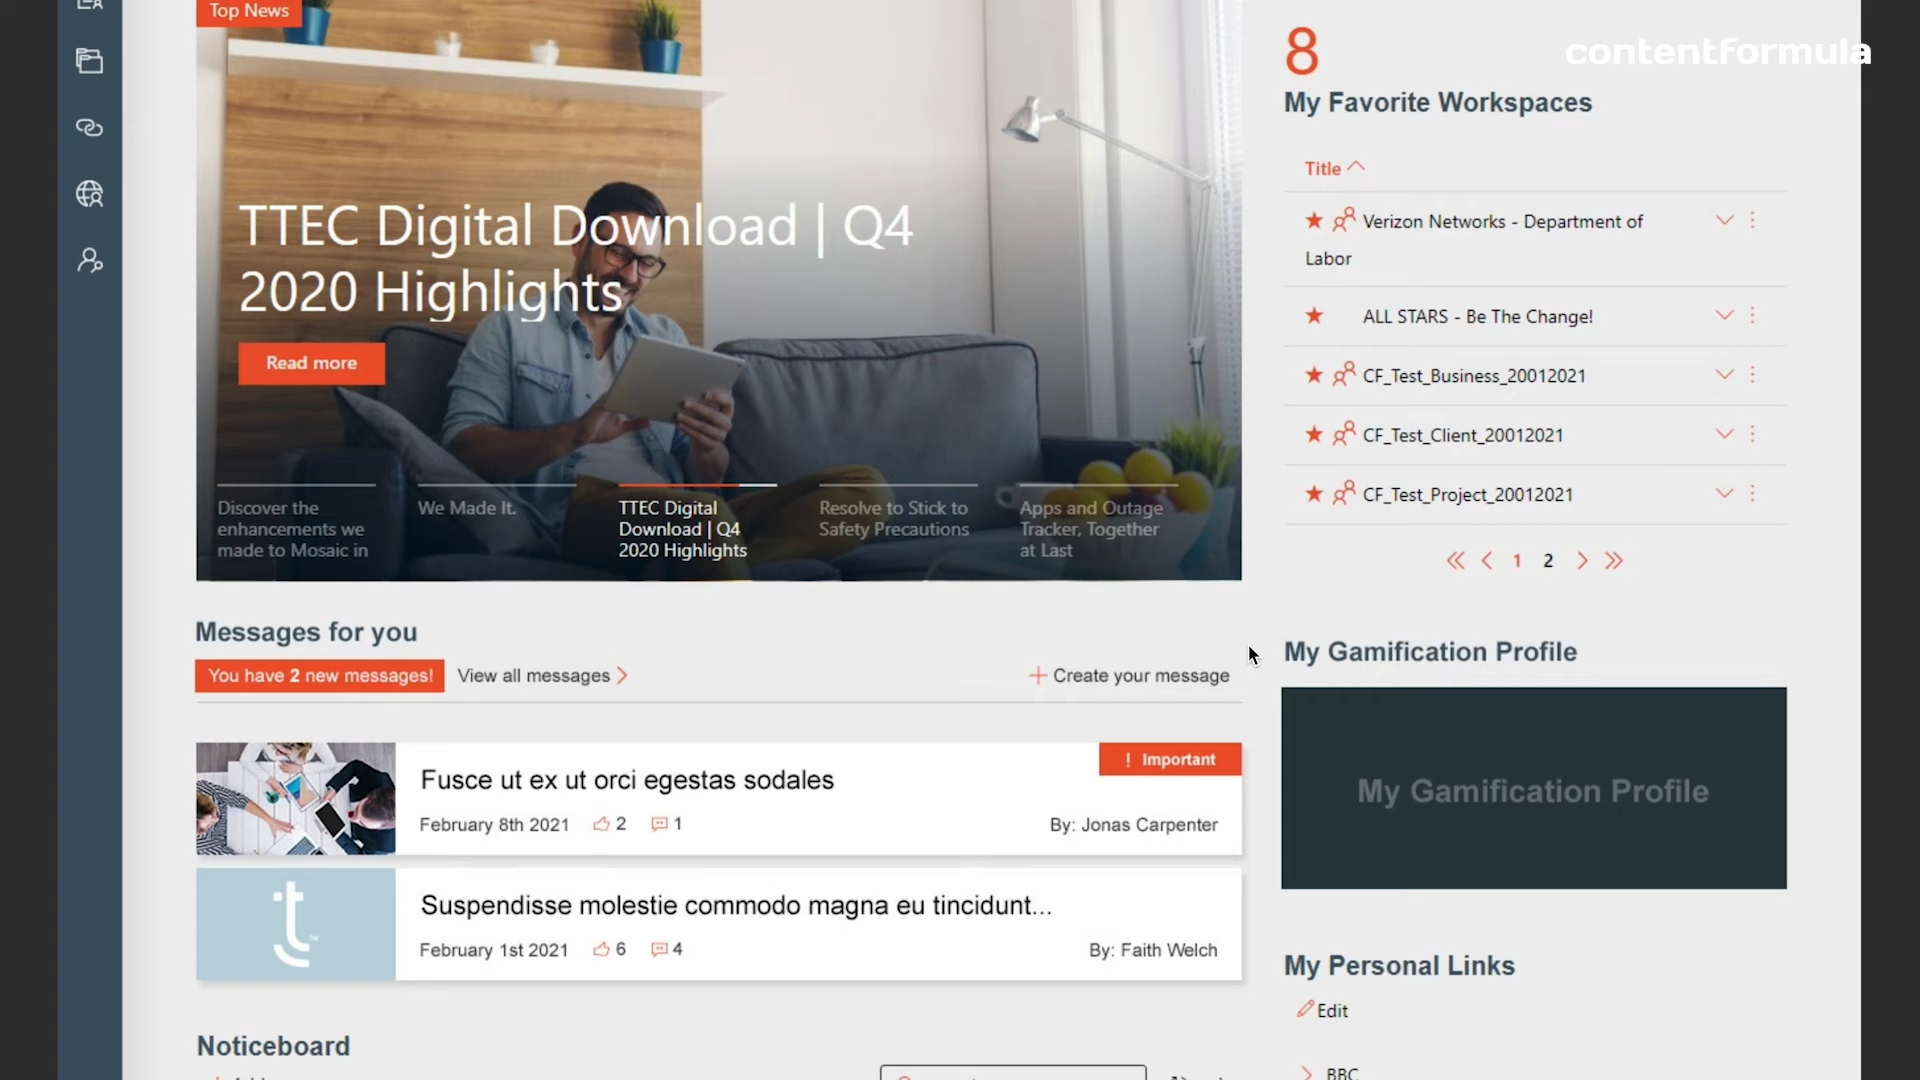 Top News
contentformula
TTEC Digital Download | Q4
2020 Highlights
Read more
Discover the
enhancements we
made to Mosaic in
We Made It.
TTEC Digital
Download | Q4
2020 Highlights
Resolve to Stick to
Safety Precautions
Apps and Outage
Tracker, Together
at Last
8
My Favorite Workspaces
Title
Verizon Networks - Department of
Labor
ALL STARS - Be The Change!
CF_Test_Business_20012021
CF_Test_Client_20012021
CF_Test_Project_20012021
1 2
Messages for you
You have 2 new messages!
View all messages
Create your message
Fusce ut ex ut orci egestas sodales
! Important
February 8th 2021 2 1
By: Jonas Carpenter
t™
Suspendisse molestie commodo magna eu tincidunt...
February 1st 2021 6 4
By: Faith Welch
My Gamification Profile
My Gamification Profile
My Personal Links
Edit
BBC
Noticeboard